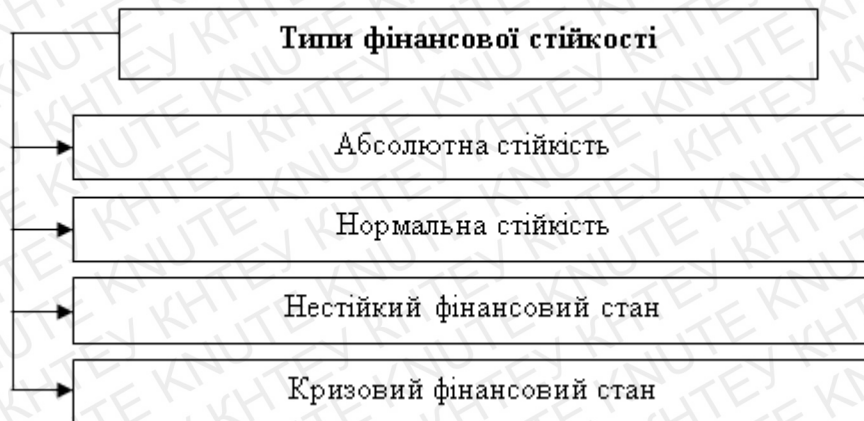 Типи фінансової стійкості
Абсолютна стійкість
Нормальна стійкість
Нестійкий фінансовий стан
Кризовий фінансовий стан